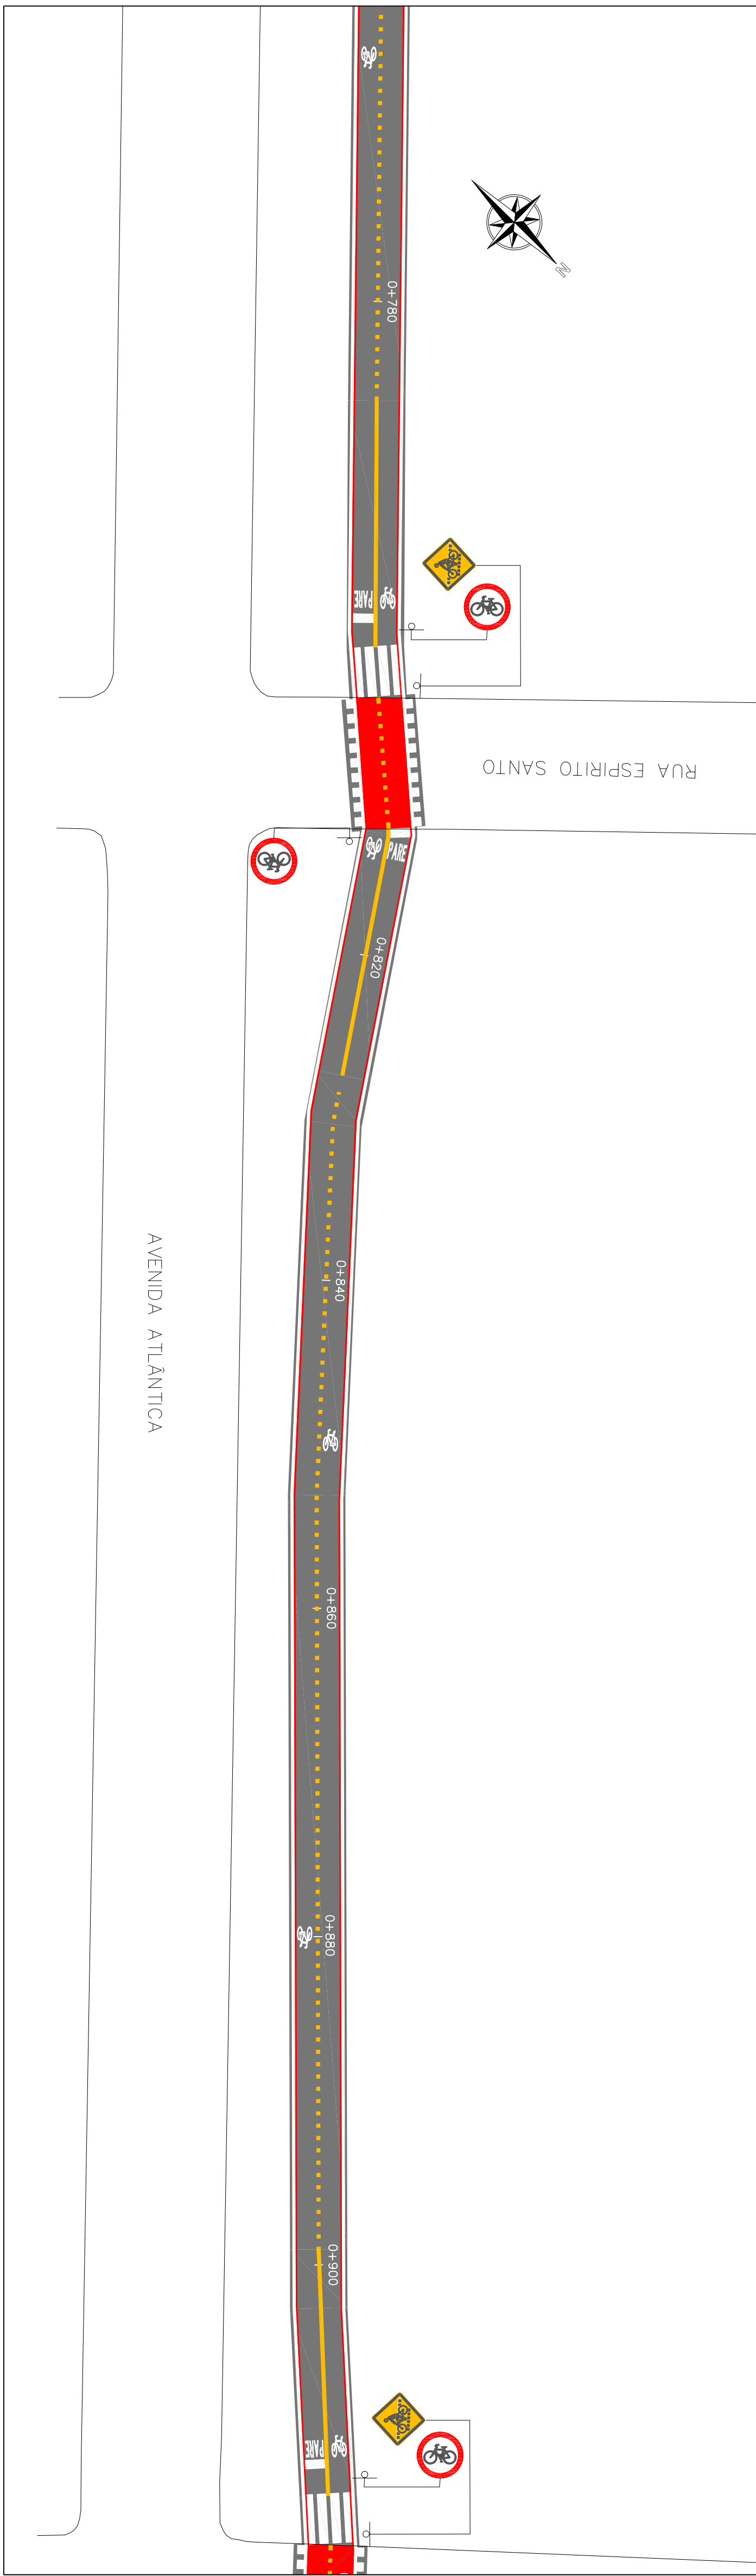 N
0+780
PARE
RUA ESPIRITO SANTO
PARE
0+820
AVENIDA ATLÂNTICA
0+840
0+860
0+880
0+900
PARE